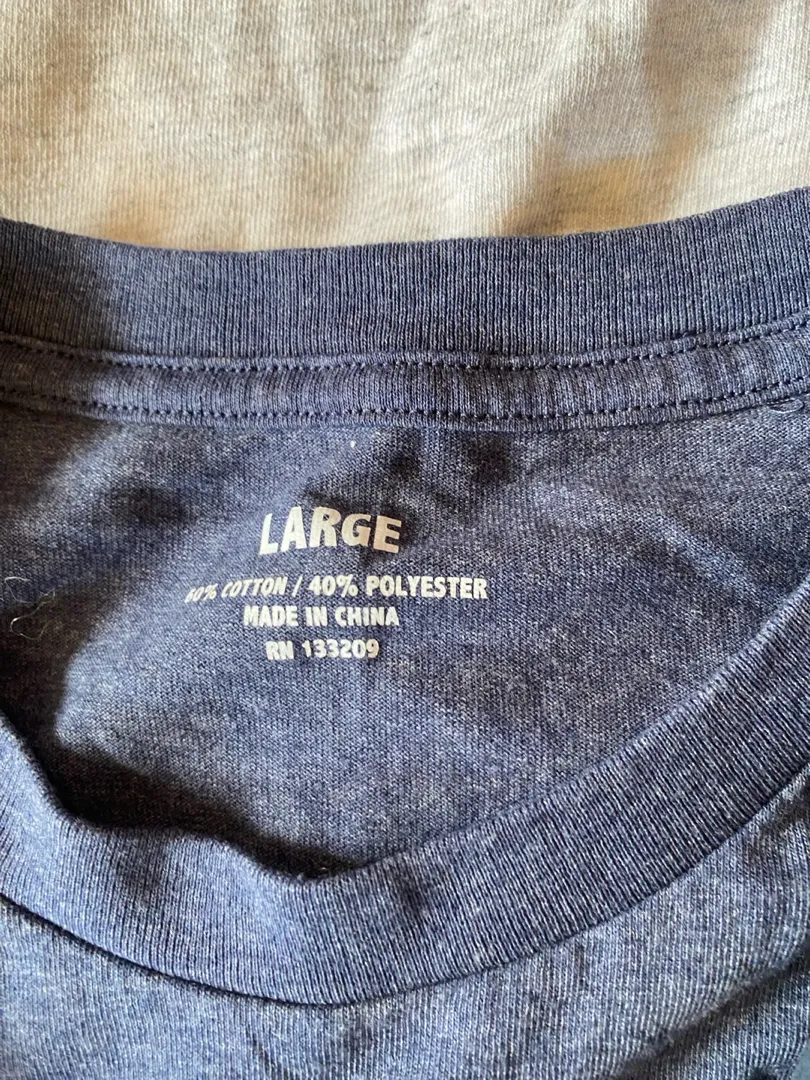 LARGE
60% COTTON / 40% POLYESTER
MADE IN CHINA
RN 133209